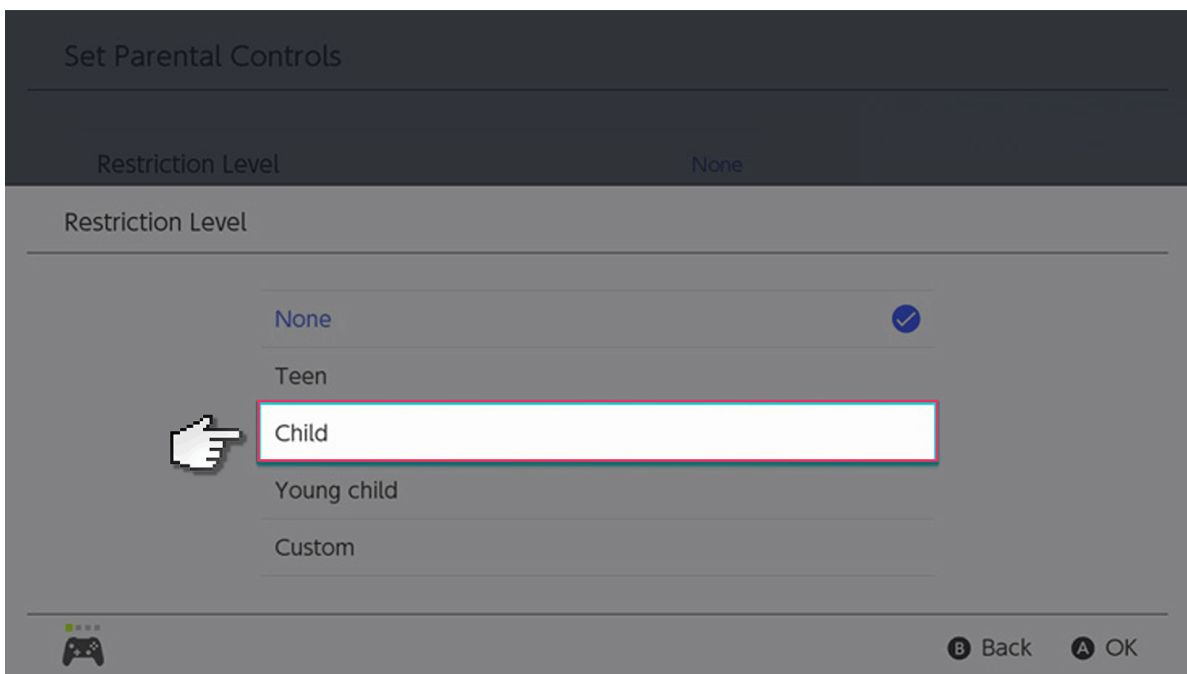 Set Parental Controls
Restriction Level None
Restriction Level
None
Teen
Child
Young child
Custom
B Back A OK